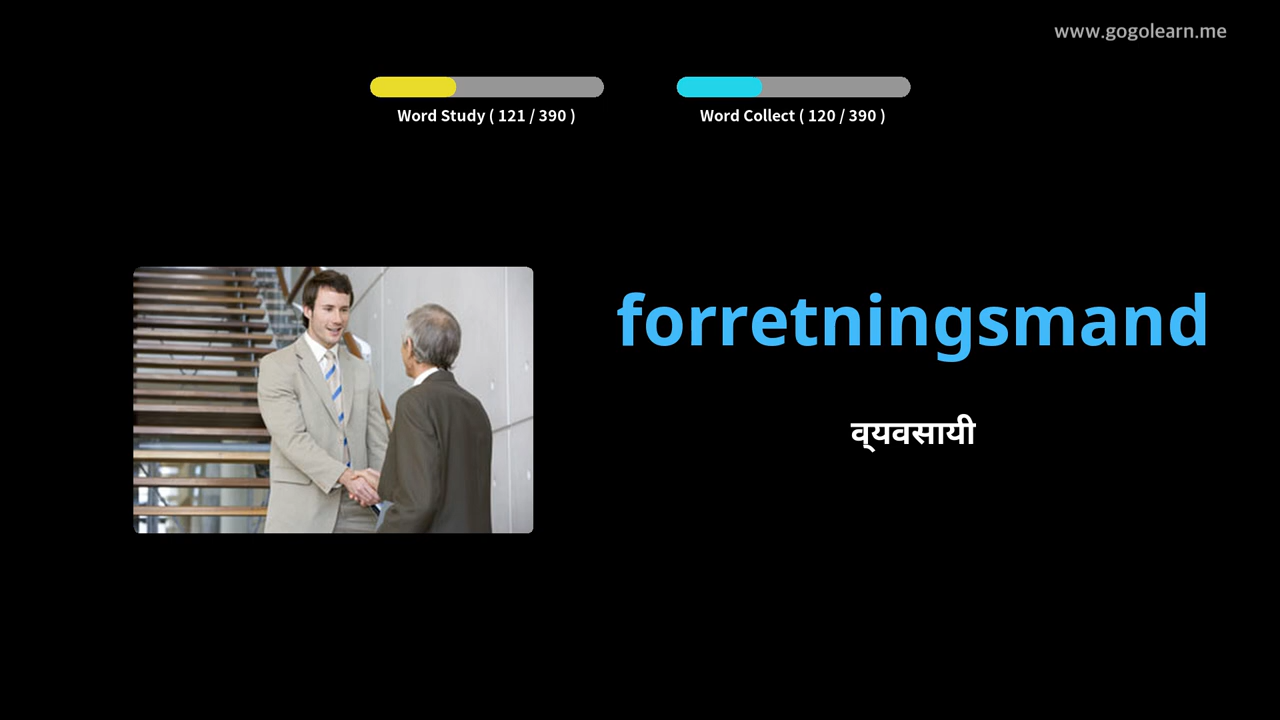 www.gogolearn.me
Word Study ( 121 / 390 )
Word Collect ( 120 / 390 )
forretningsmand
व्यवसायी